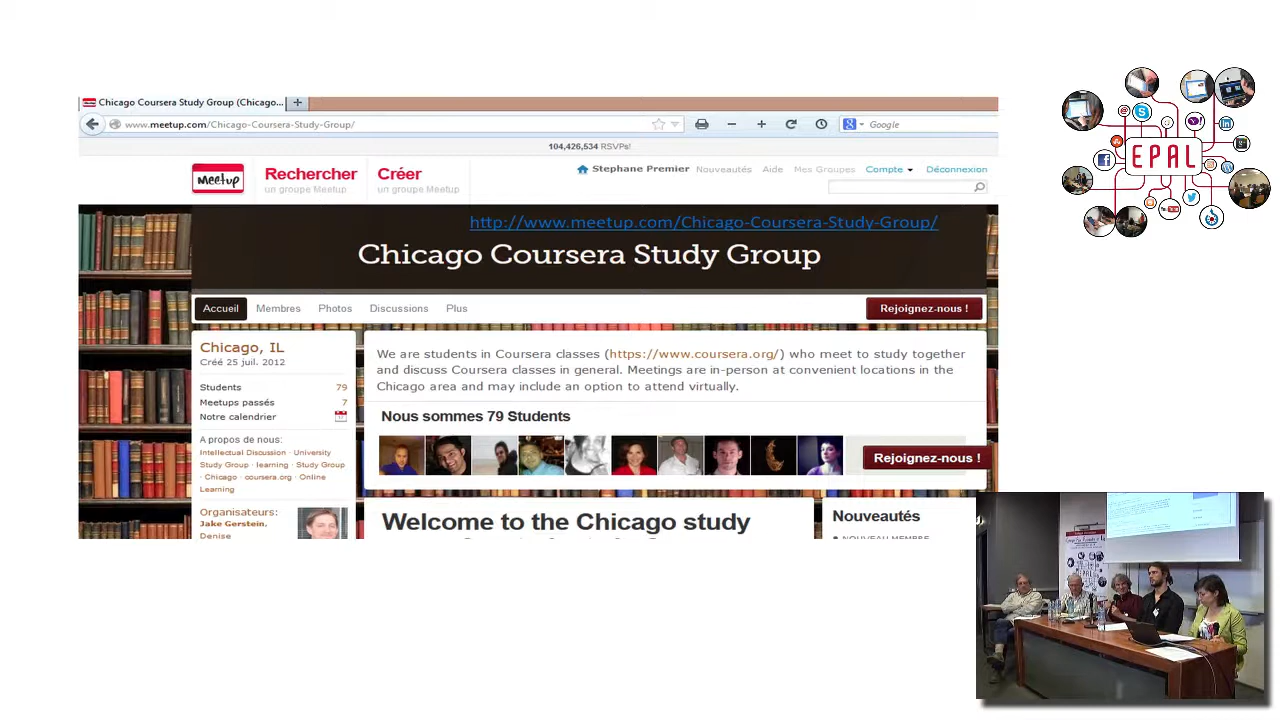 Chicago Coursera Study Group (Chicago...
www.meetup.com/Chicago-Coursera-Study-Group/
Google
104,426,534 RSVPs!
Meetup
Rechercher
un groupe Meetup
Créer
un groupe Meetup
Stephane Premier Nouveautés Aide Mes Groupes Compte Déconnexion
http://www.meetup.com/Chicago-Coursera-Study-Group/
Chicago Coursera Study Group
Accueil Membres Photos Discussions Plus Rejoignez-nous !
Chicago, IL
Créé 25 juil. 2012
Students 79
Meetups passés 7
Notre calendrier
A propos de nous:
Intellectual Discussion · University
Study Group · learning · Study Group
· Chicago · coursera.org · Online
Learning
Organisateurs:
Jake Gerstein,
Denise
We are students in Coursera classes (https://www.coursera.org/) who meet to study together
and discuss Coursera classes in general. Meetings are in-person at convenient locations in the
Chicago area and may include an option to attend virtually.
Nous sommes 79 Students
Rejoignez-nous !
Welcome to the Chicago study
Nouveautés
NOUVEAU MEMBRE
EPAL